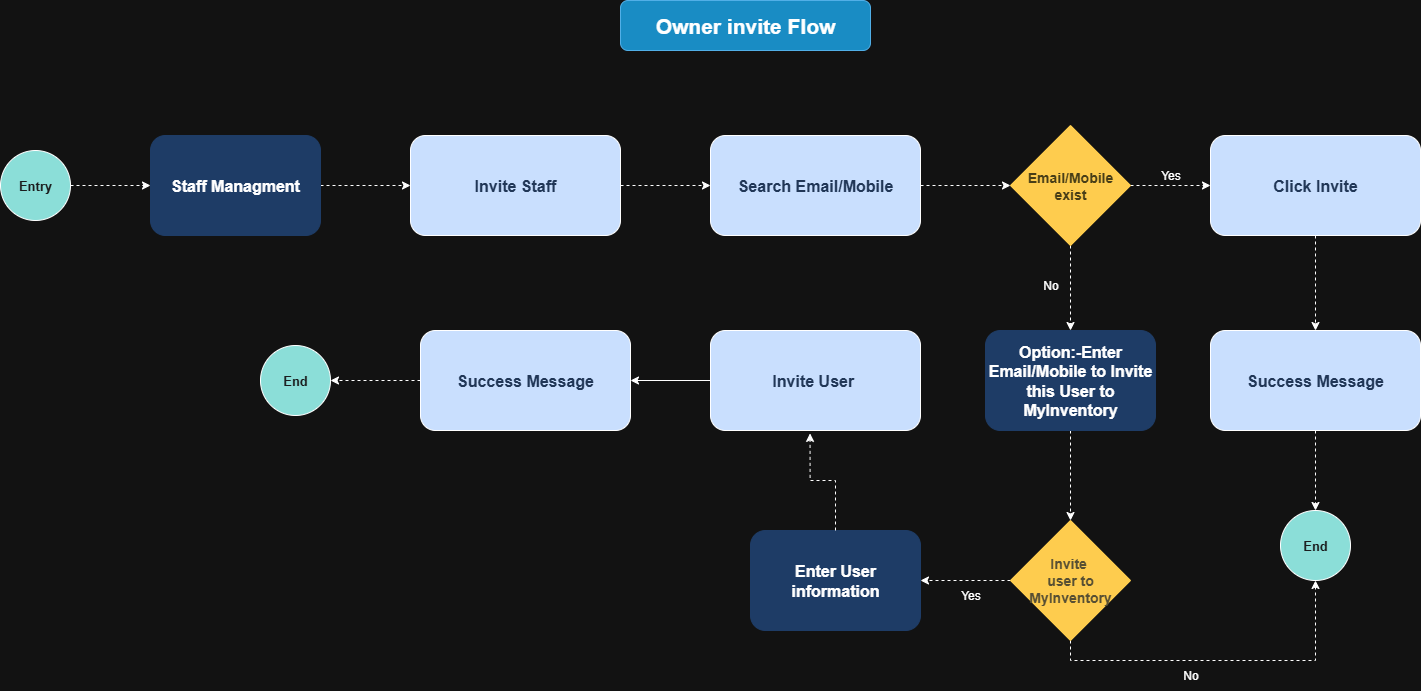 Owner invite Flow
Entry
Staff Managment
Invite Staff
Search Email/Mobile
Email/Mobile
exist
Yes
Click Invite
No
End
Success Message
Invite User
Option:-Enter
Email/Mobile to Invite
this User to
MyInventory
Success Message
Enter User
information
Yes
Invite
user to
MyInventory
End
No